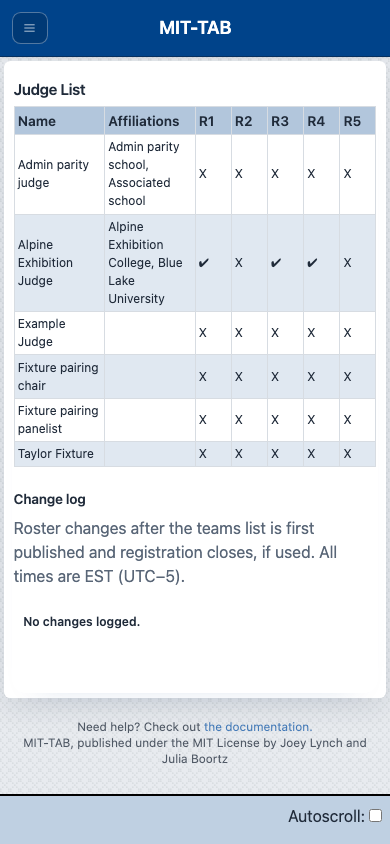 MIT-TAB
Judge List
Name Affiliations R1 R2 R3 R4 R5
Admin parity judge Admin parity school, Associated school X X X X X
Alpine Exhibition Judge Alpine Exhibition College, Blue Lake University ✔ X ✔ ✔ X
Example Judge X X X X X
Fixture pairing chair X X X X X
Fixture pairing panelist X X X X X
Taylor Fixture X X X X X
Change log
Roster changes after the teams list is first
published and registration closes, if used. All
times are EST (UTC−5).
No changes logged.
Need help? Check out the documentation.
MIT-TAB, published under the MIT License by Joey Lynch and
Julia Boortz
Autoscroll: